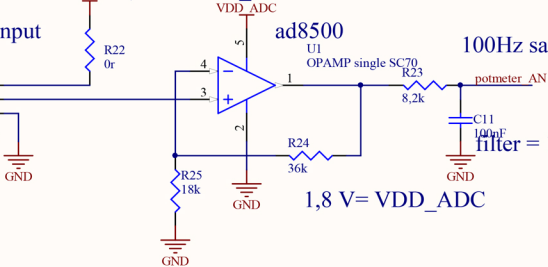 VDD_ADC
nput
ad8500
R22
0r
5
U1
OPAMP single SC70
100Hz sa
4
1
R23
potmeter_AN
3
8,2k
C11
100nF
2
R24
filter =
GND
R25
18k
36k
GND
GND
1,8 V= VDD_ADC
GND